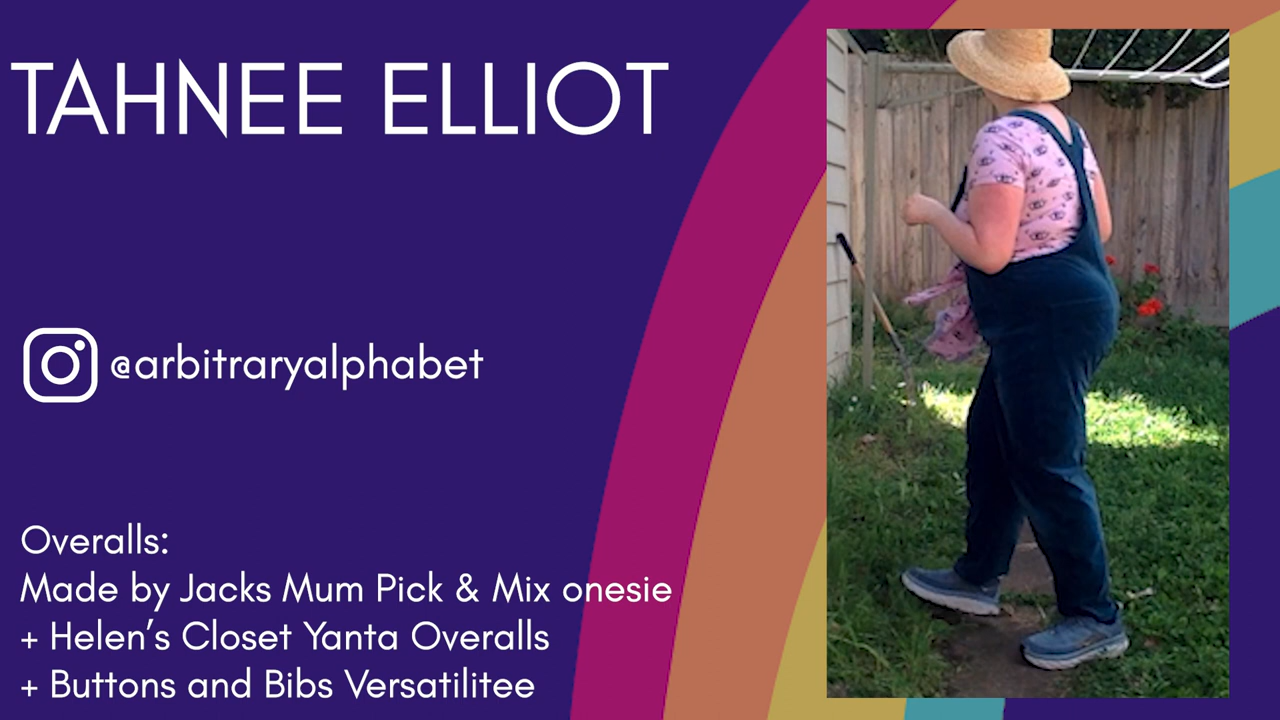 TAHNEE ELLIOT
@arbitraryalphabet
Overalls:
Made by Jacks Mum Pick & Mix onesie
+ Helen’s Closet Yanta Overalls
+ Buttons and Bibs Versatilitee